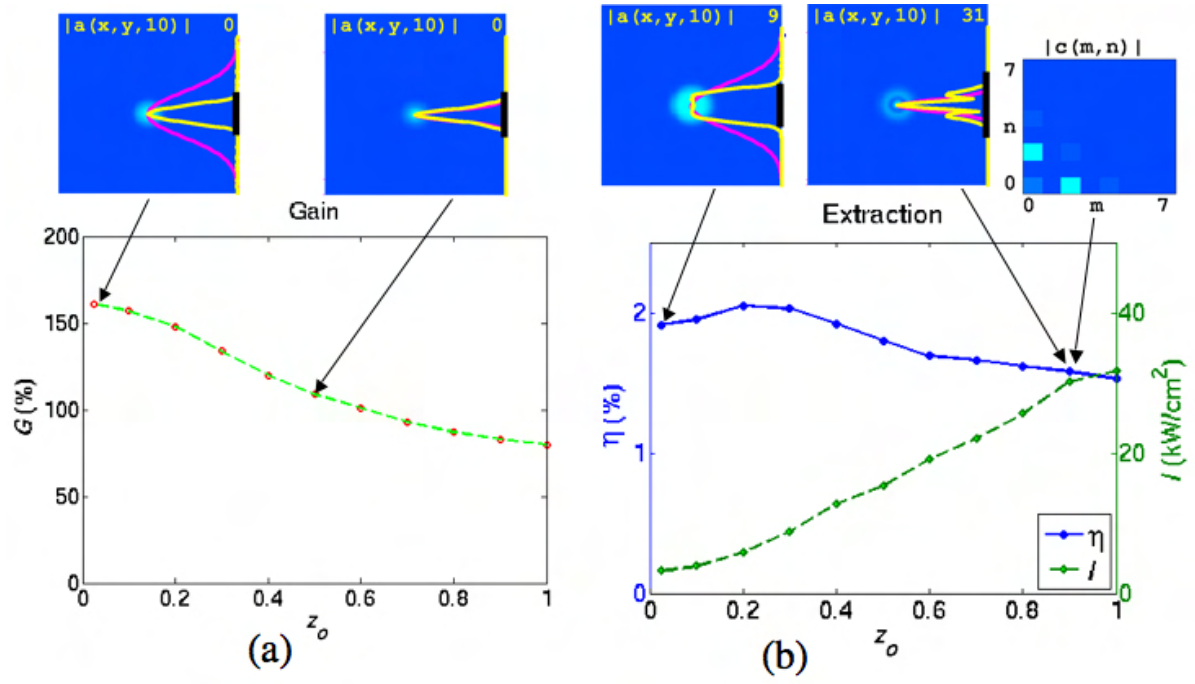 |a(x,y,10)| 0
|a(x,y,10)| 0
Gain
200
150
100
50
0
G (%)
0 0.2 0.4 0.6 0.8 1
z_o
(a)
|a(x,y,10)| 9
|a(x,y,10)| 31
|c(m,n)|
7
n
0
0 m 7
Extraction
2
1
0
η (%)
40
20
0
I (kW/cm²)
η
I
0 0.2 0.4 0.6 0.8 1
z_o
(b)